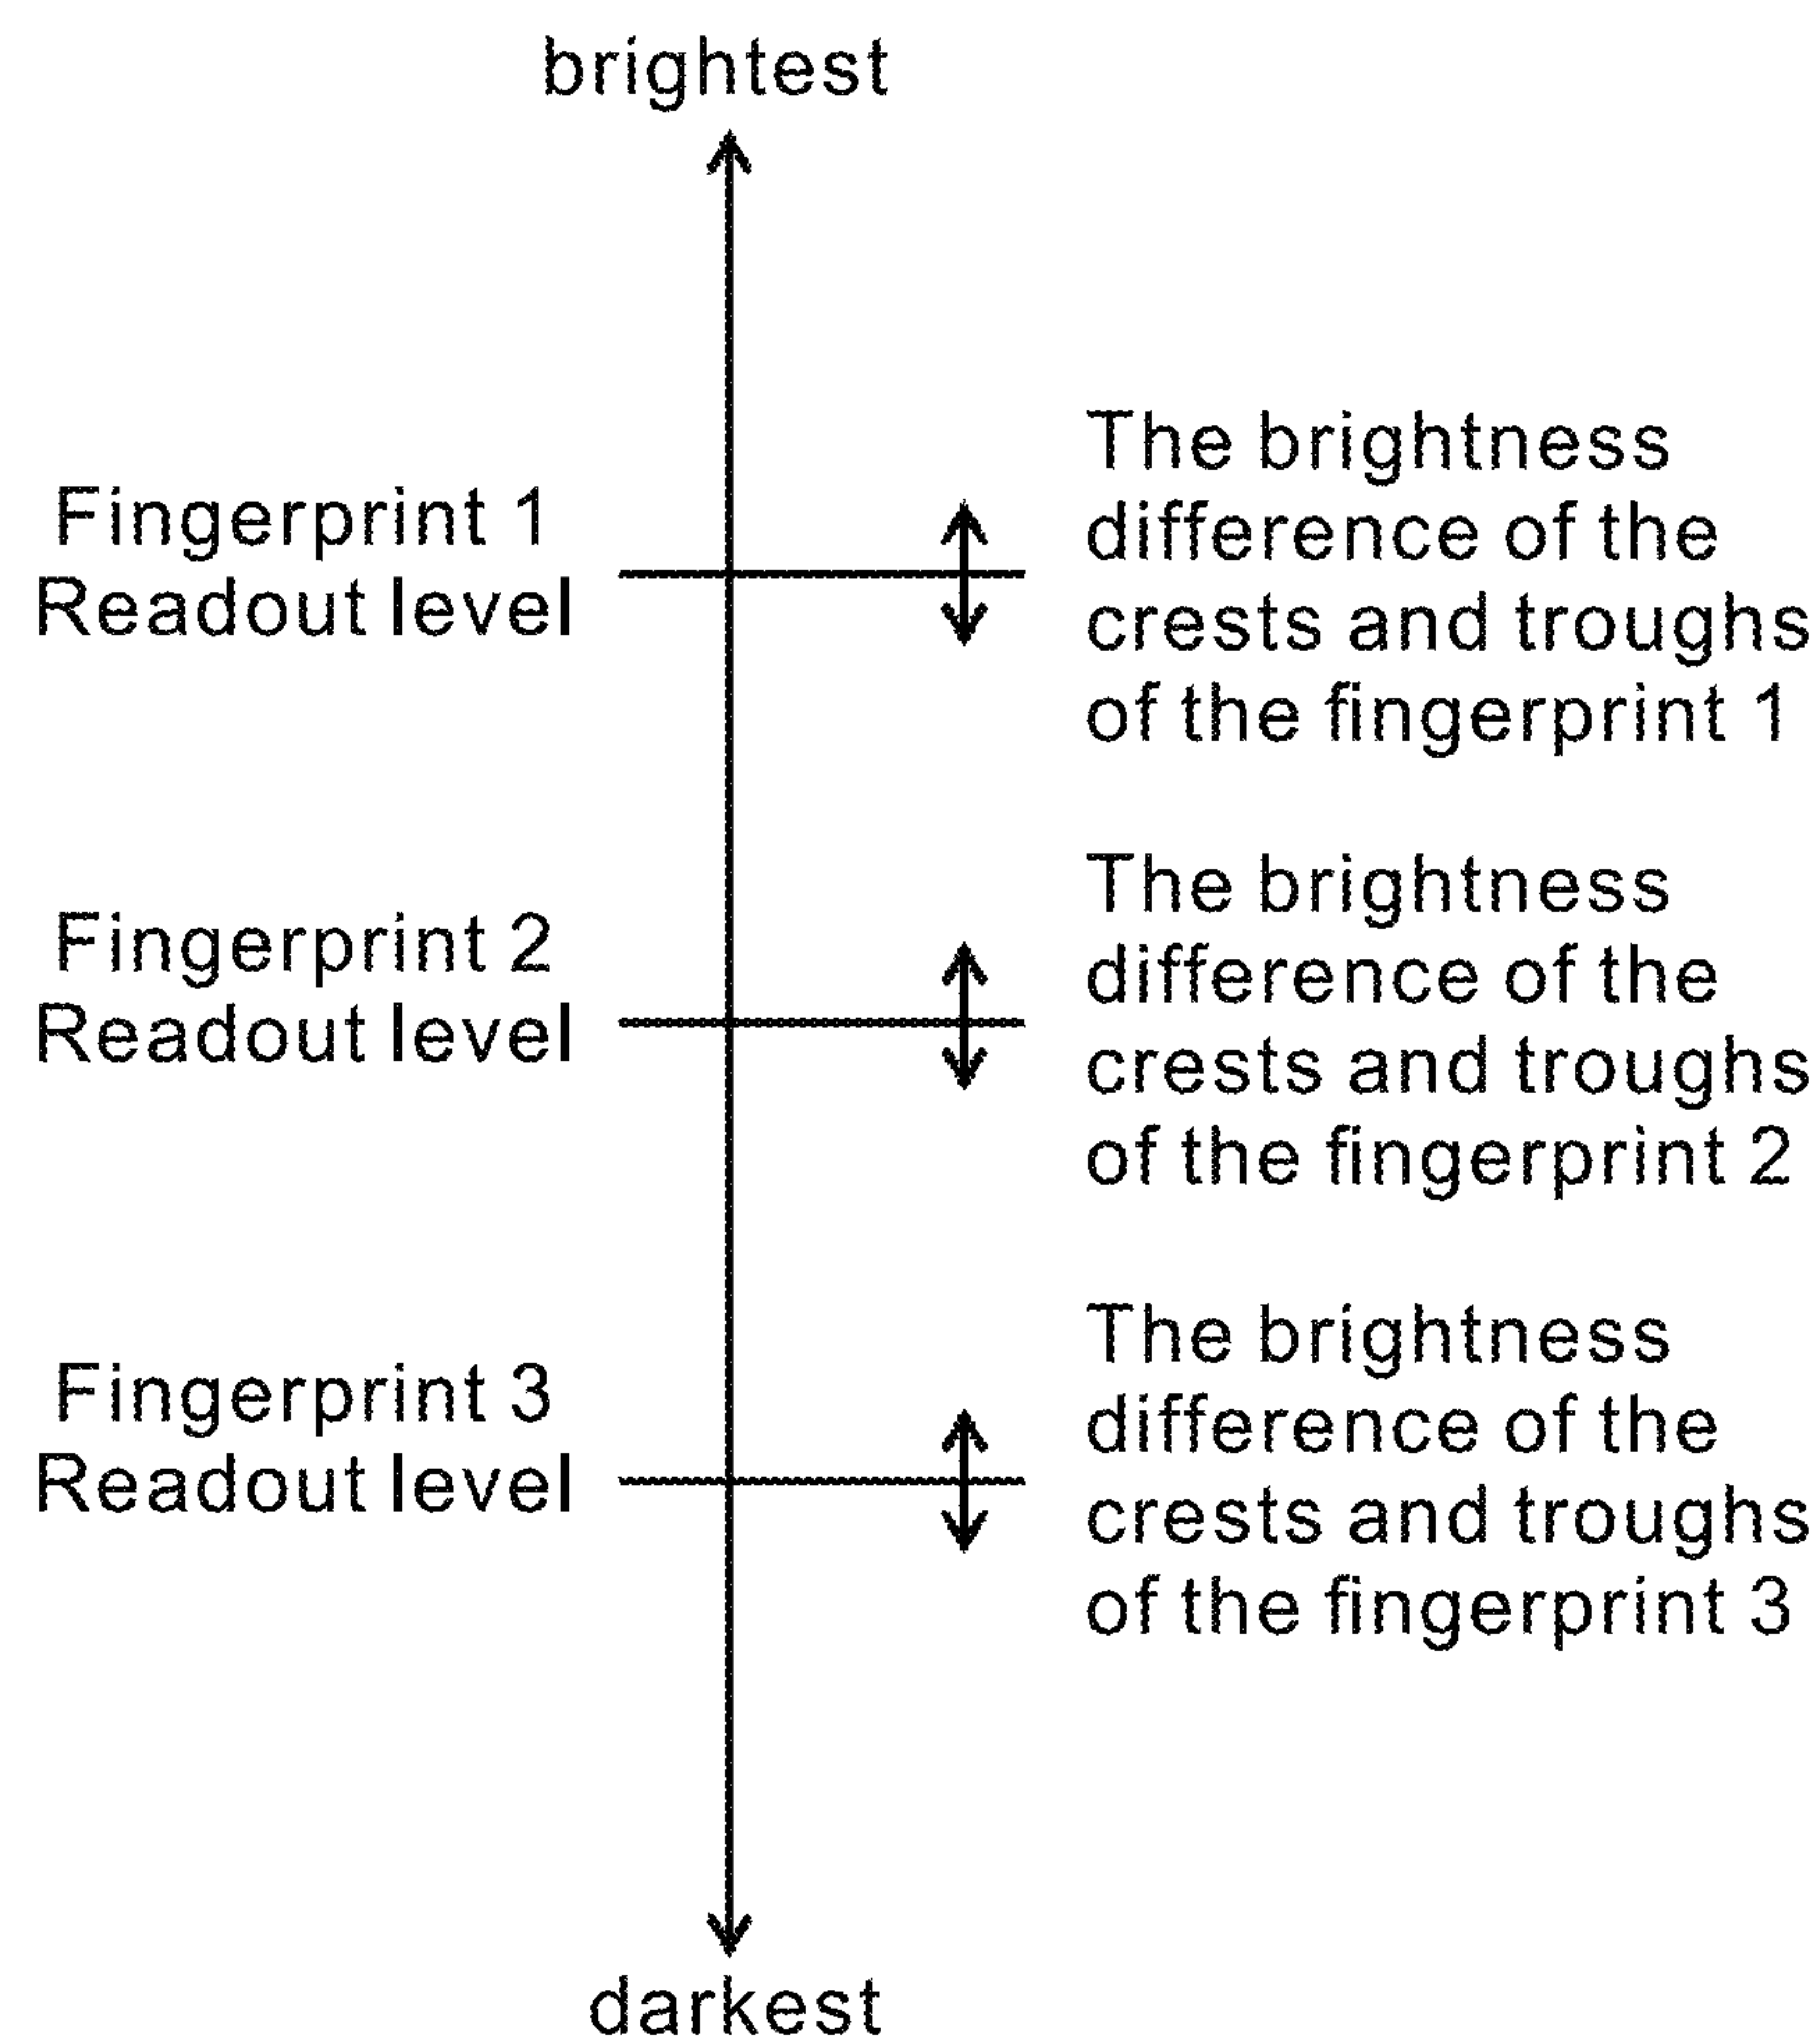 brightest
Fingerprint 1
Readout level
The brightness
difference of the
crests and troughs
of the fingerprint 1
Fingerprint 2
Readout level
The brightness
difference of the
crests and troughs
of the fingerprint 2
Fingerprint 3
Readout level
The brightness
difference of the
crests and troughs
of the fingerprint 3
darkest